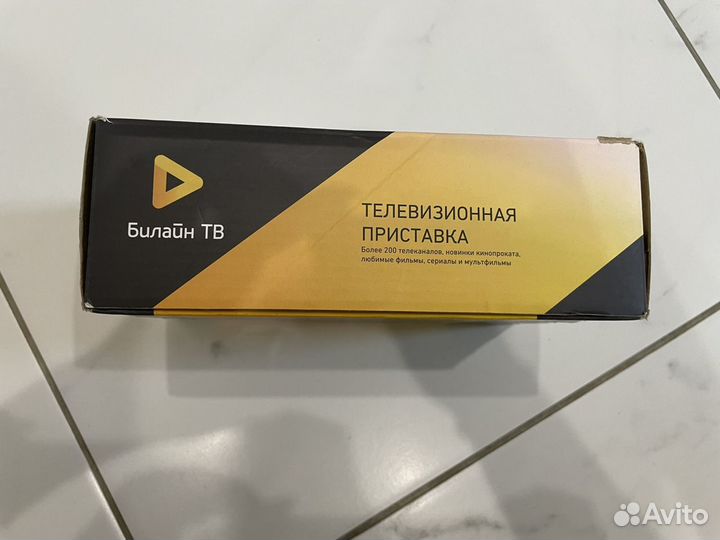 Билайн ТВ
ТЕЛЕВИЗИОННАЯ
ПРИСТАВКА
Более 200 телеканалов, новинки кинопроката,
любимые фильмы, сериалы и мультфильмы
Avito